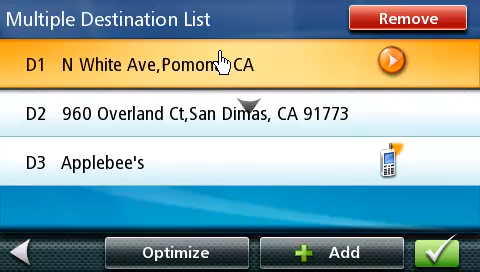 Multiple Destination List
Remove
D1 N White Ave,Pomona, CA
D2 960 Overland Ct,San Dimas, CA 91773
D3 Applebee's
Optimize
Add